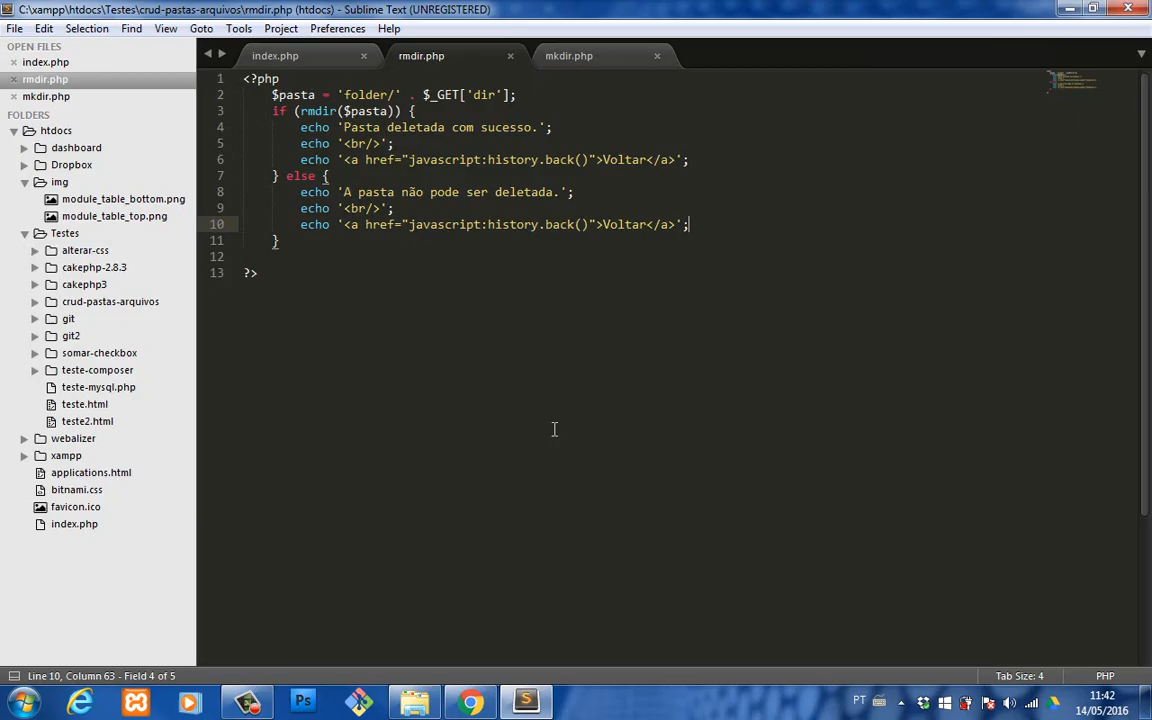 C:\xampp\htdocs\Testes\crud-pastas-arquivos\rmdir.php (htdocs) - Sublime Text (UNREGISTERED)
File Edit Selection Find View Goto Tools Project Preferences Help
OPEN FILES
index.php
rmdir.php
mkdir.php
FOLDERS
htdocs
dashboard
Dropbox
img
module_table_bottom.png
module_table_top.png
Testes
alterar-css
cakephp-2.8.3
cakephp3
crud-pastas-arquivos
git
git2
somar-checkbox
teste-composer
teste-mysql.php
teste.html
teste2.html
webalizer
xampp
applications.html
bitnami.css
favicon.ico
index.php
index.php rmdir.php mkdir.php
1 <?php
2 $pasta = 'folder/' . $_GET['dir'];
3 if (rmdir($pasta)) {
4 echo 'Pasta deletada com sucesso.';
5 echo '<br/>';
6 echo '<a href="javascript:history.back()">Voltar</a>';
7 } else {
8 echo 'A pasta não pode ser deletada.';
9 echo '<br/>';
10 echo '<a href="javascript:history.back()">Voltar</a>';
11 }
12
13 ?>
Line 10, Column 63 - Field 4 of 5 Tab Size: 4 PHP
Ps
PT
11:42
14/05/2016